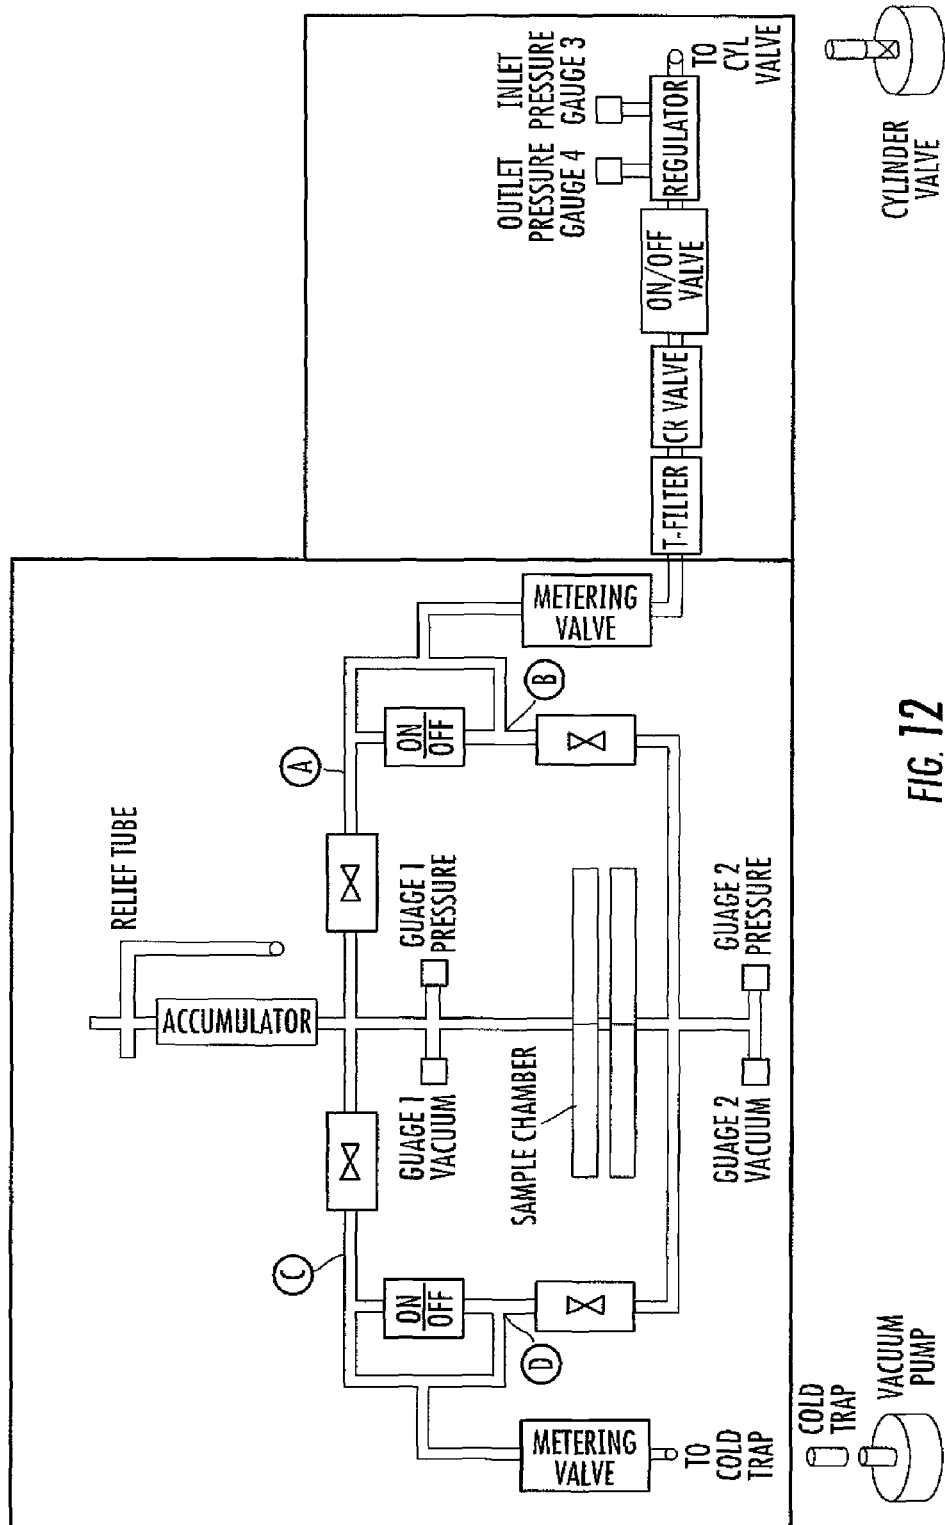 RELIEF TUBE
ACCUMULATOR
A
C
ON
OFF
ON
OFF
B
D
GUAGE 1
VACUUM
GUAGE 1
PRESSURE
SAMPLE CHAMBER
GUAGE 2
VACUUM
GUAGE 2
PRESSURE
METERING
VALVE
METERING
VALVE
TO
COLD
TRAP
COLD
TRAP
VACUUM
PUMP
T-FILTER
CR VALVE
ON/OFF
VALVE
REGULATOR
OUTLET
PRESSURE
GAUGE 4
INLET
PRESSURE
GAUGE 3
TO
CYL
VALVE
CYLINDER
VALVE
FIG. 12